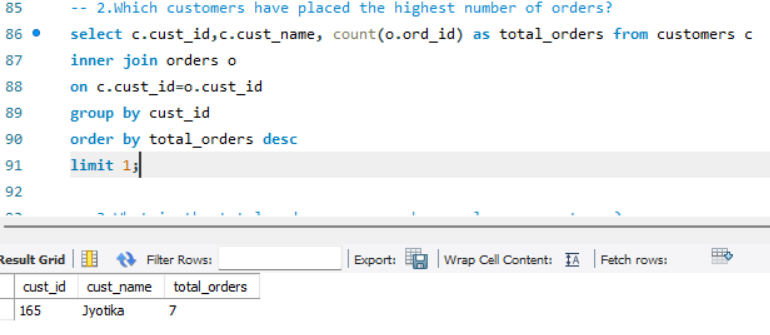 85 -- 2.Which customers have placed the highest number of orders?
86 select c.cust_id,c.cust_name, count(o.ord_id) as total_orders from customers c
87 inner join orders o
88 on c.cust_id=o.cust_id
89 group by cust_id
90 order by total_orders desc
91 limit 1;
92
Result Grid Filter Rows: Export: Wrap Cell Content: Fetch rows:
cust_id cust_name total_orders
165 Jyotika 7